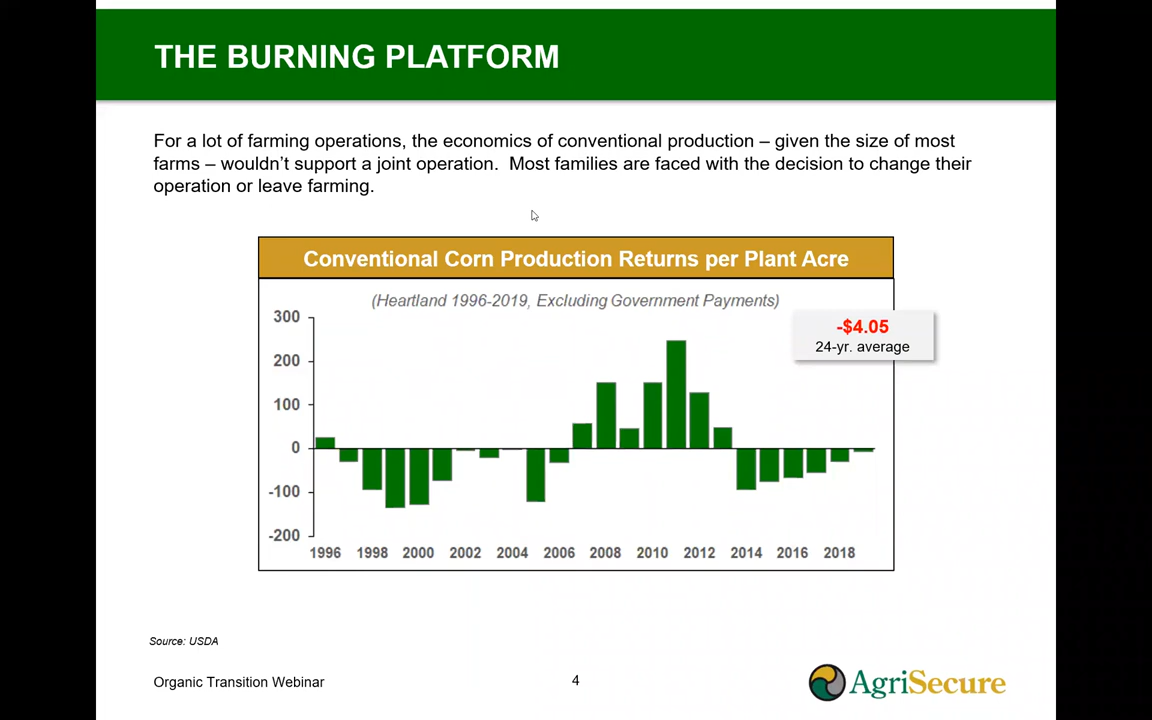 THE BURNING PLATFORM
For a lot of farming operations, the economics of conventional production – given the size of most
farms – wouldn’t support a joint operation.  Most families are faced with the decision to change their
operation or leave farming.
Conventional Corn Production Returns per Plant Acre
(Heartland 1996-2019, Excluding Government Payments)
-$4.05
24-yr. average
300
200
100
0
-100
-200
1996 1998 2000 2002 2004 2006 2008 2010 2012 2014 2016 2018
Source: USDA
Organic Transition Webinar
4
AgriSecure